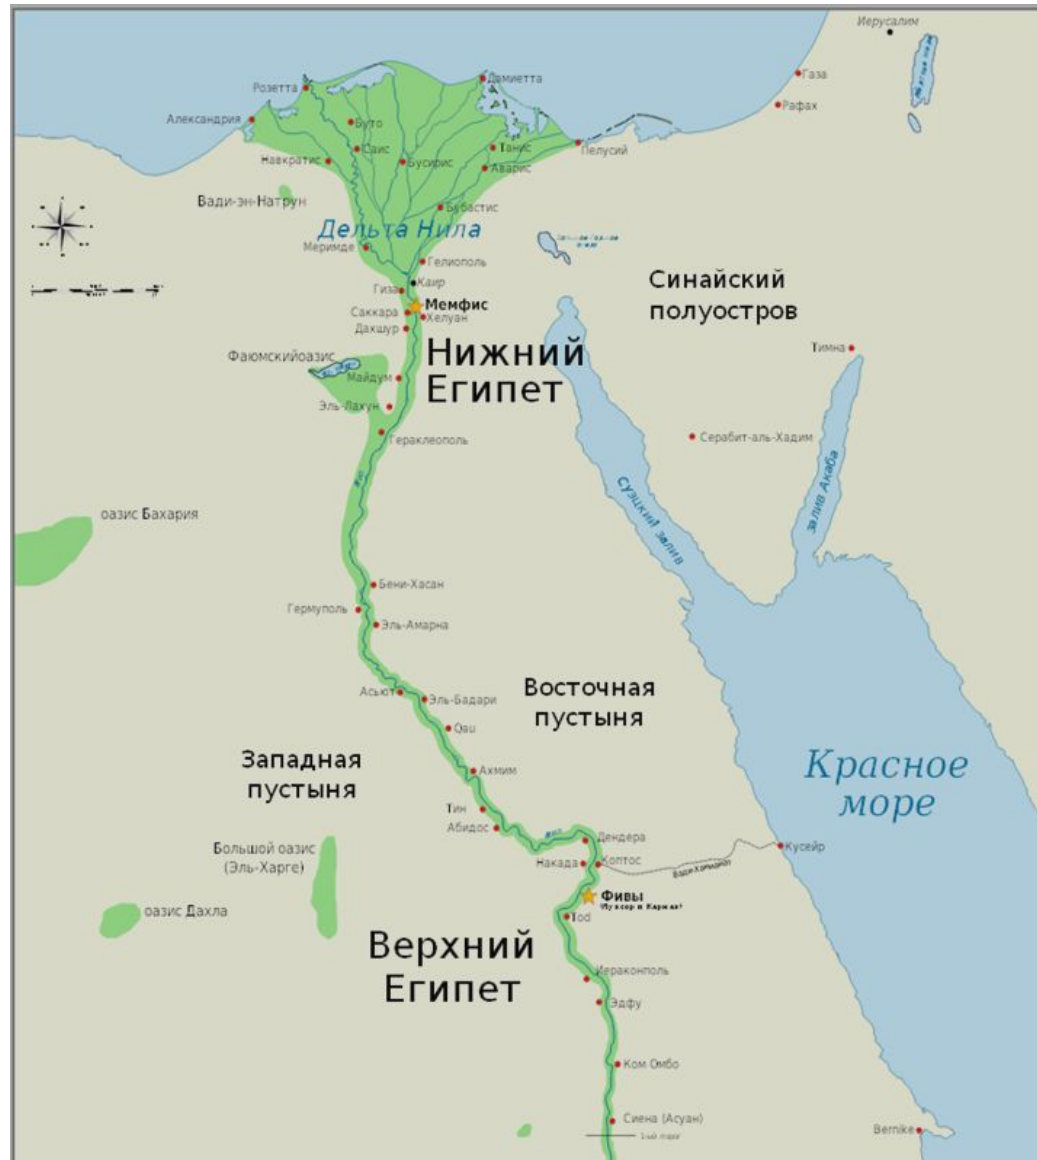 Иерусалим
Газа
Рафах
Розетта
Дамиетта
Александрия
Буто
Саис
Бусирис
Танис
Пелусий
Навкратис
Аварис
Вади-эн-Натрун
Бубастис
Дельта Нила
Меримде
Гелиополь
Каир
Гиза
Мемфис
Саккара
Хелуан
Дахшур
Синайский
полуостров
Нижний
Египет
Тимна
Фаюмскийоазис
Майдум
Эль-Лахун
Гераклеополь
Серабит-аль-Хадим
Суэцкий залив
залив Акаба
оазис Бахария
Бени-Хасан
Гермуполь
Эль-Амарна
Асьют
Эль-Бадари
Qau
Восточная
пустыня
Западная
пустыня
Ахмим
Красное
море
Тин
Абидос
Дендера
Кусейр
Накада
Коптос
Большой оазис
(Эль-Харге)
Фивы
оазис Дахла
Tod
Верхний
Египет
Иераконполь
Эдфу
Ком Омбо
Сиена (Асуан)
Bernike